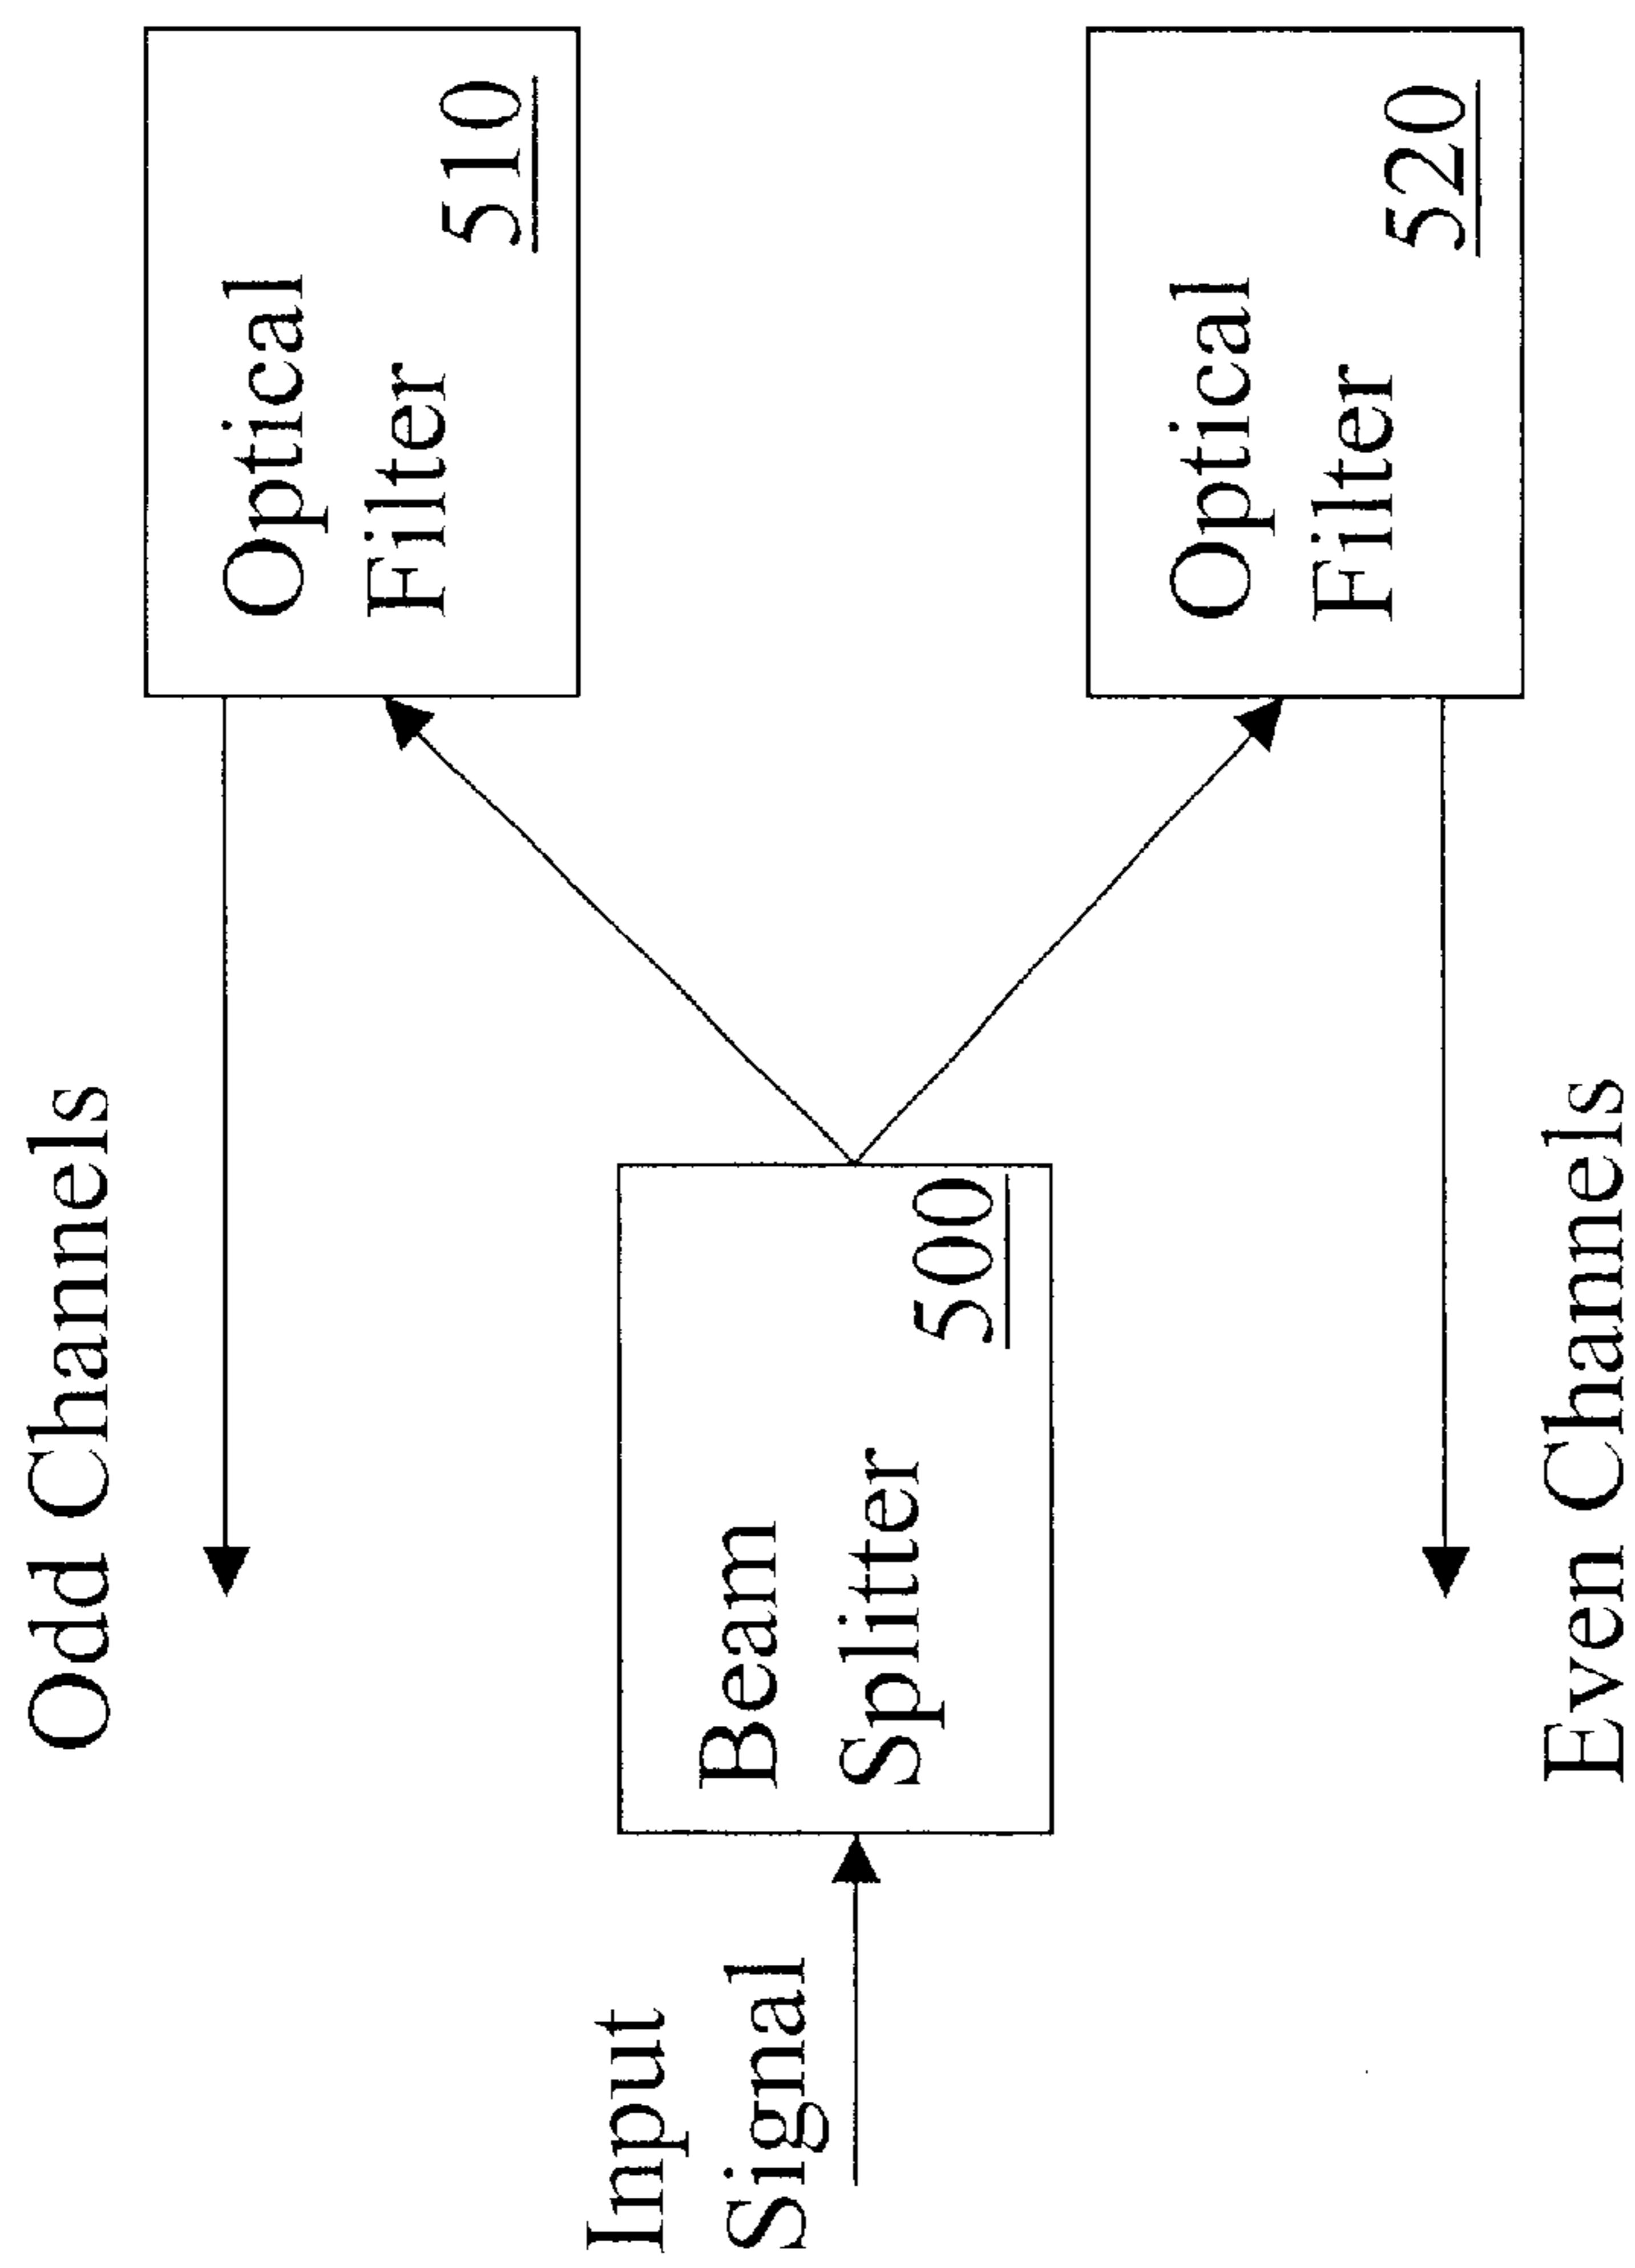 Odd Channels
Optical
Filter
510
Input
Signal
Beam
Splitter
500
Optical
Filter
520
Even Channels